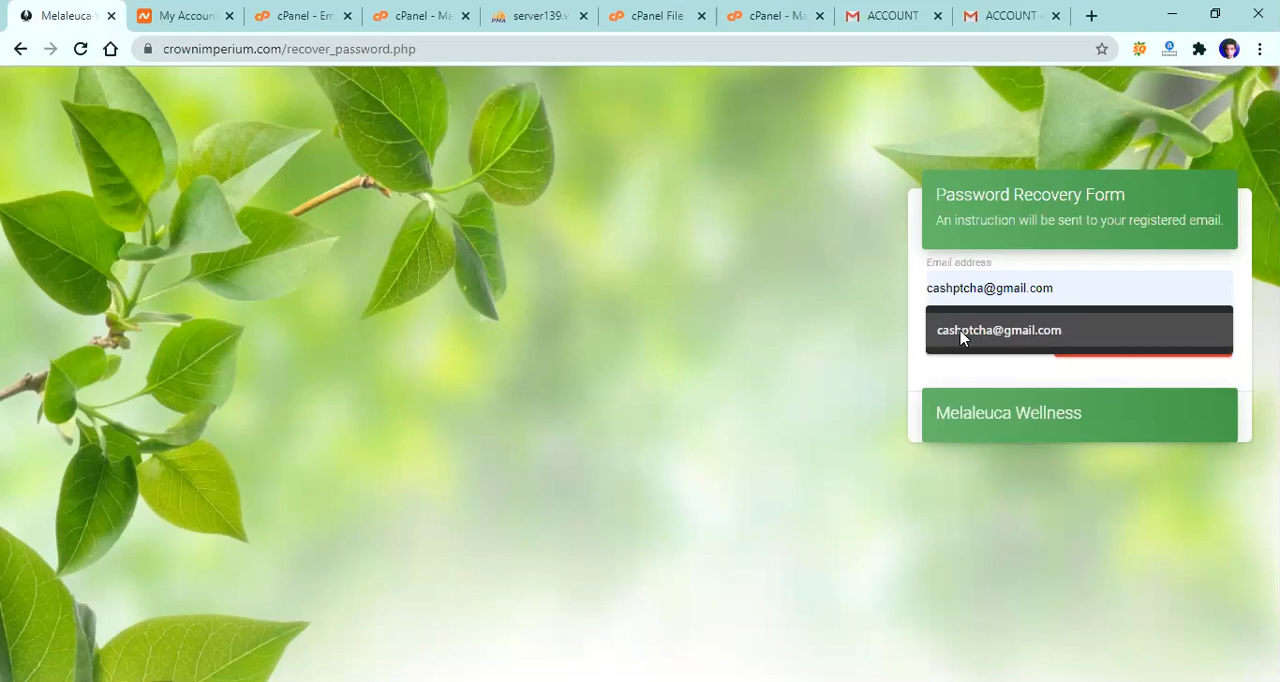 Melaleuca-
My Accoun
cPanel - Em
cPanel - Ma
server139.
cPanel File
cPanel - Ma
ACCOUNT
ACCOUNT
crownimperium.com/recover_password.php
Password Recovery Form
An instruction will be sent to your registered email.
Email address
cashptcha@gmail.com
cashptcha@gmail.com
Melaleuca Wellness